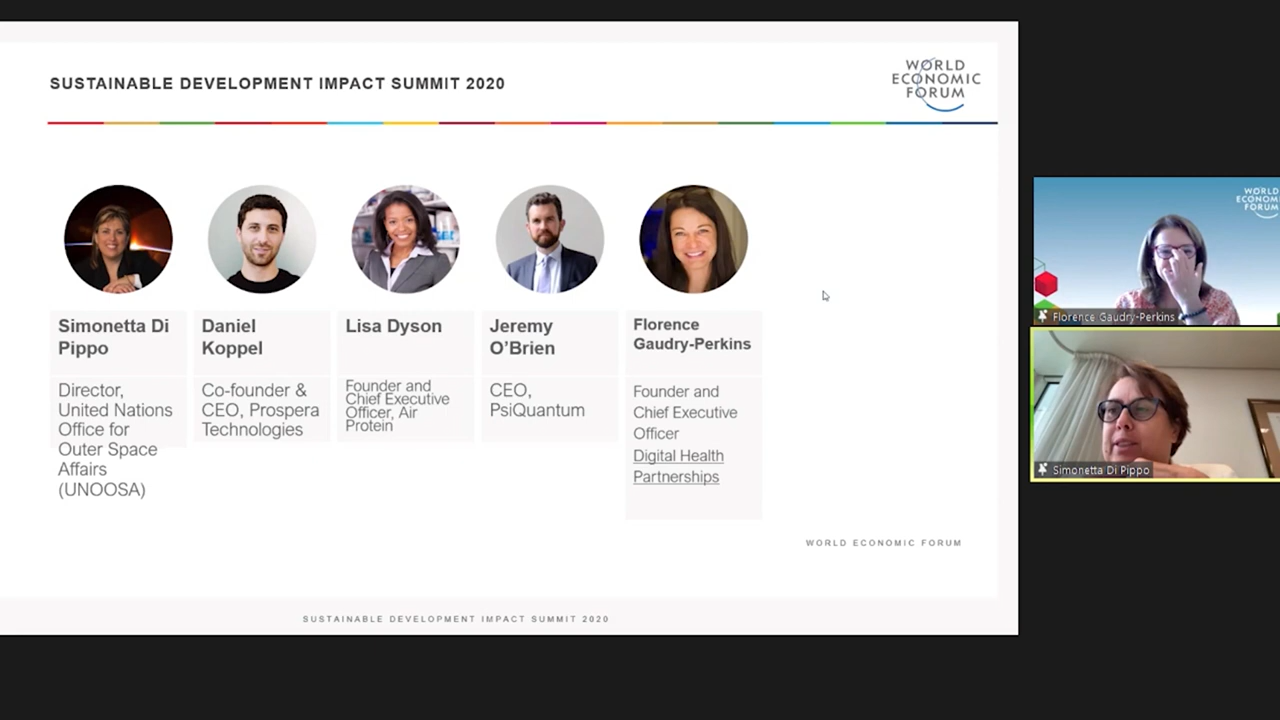 SUSTAINABLE DEVELOPMENT IMPACT SUMMIT 2020
WORLD
ECONOMIC
FORUM
Simonetta Di
Pippo
Director,
United Nations
Office for
Outer Space
Affairs
(UNOOSA)
Daniel
Koppel
Co-founder &
CEO, Prospera
Technologies
Lisa Dyson
Founder and
Chief Executive
Officer, Air
Protein
Jeremy
O'Brien
CEO,
PsiQuantum
Florence
Gaudry-Perkins
Founder and
Chief Executive
Officer
Digital Health
Partnerships
WORLD ECONOMIC FORUM
SUSTAINABLE DEVELOPMENT IMPACT SUMMIT 2020
WORLD
ECONOM
FORUM
Florence Gaudry-Perkins
Simonetta Di Pippo